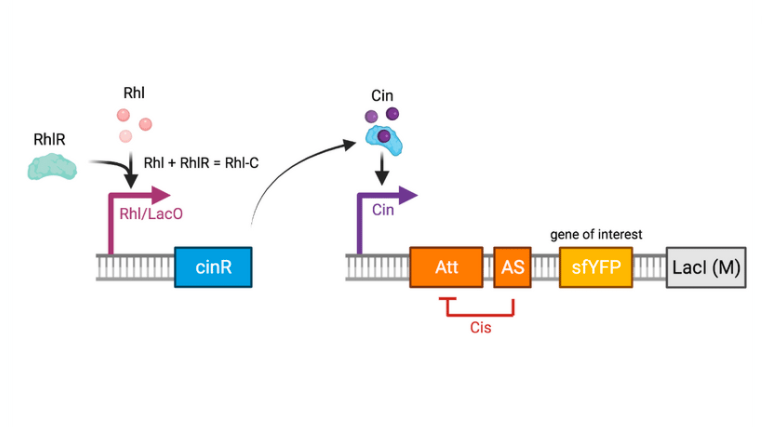 Rhl
RhlR
Rhl + RhlR = Rhl-C
Rhl/LacO
cinR
Cin
Cin
gene of interest
Att
AS
sfYFP
LacI (M)
Cis